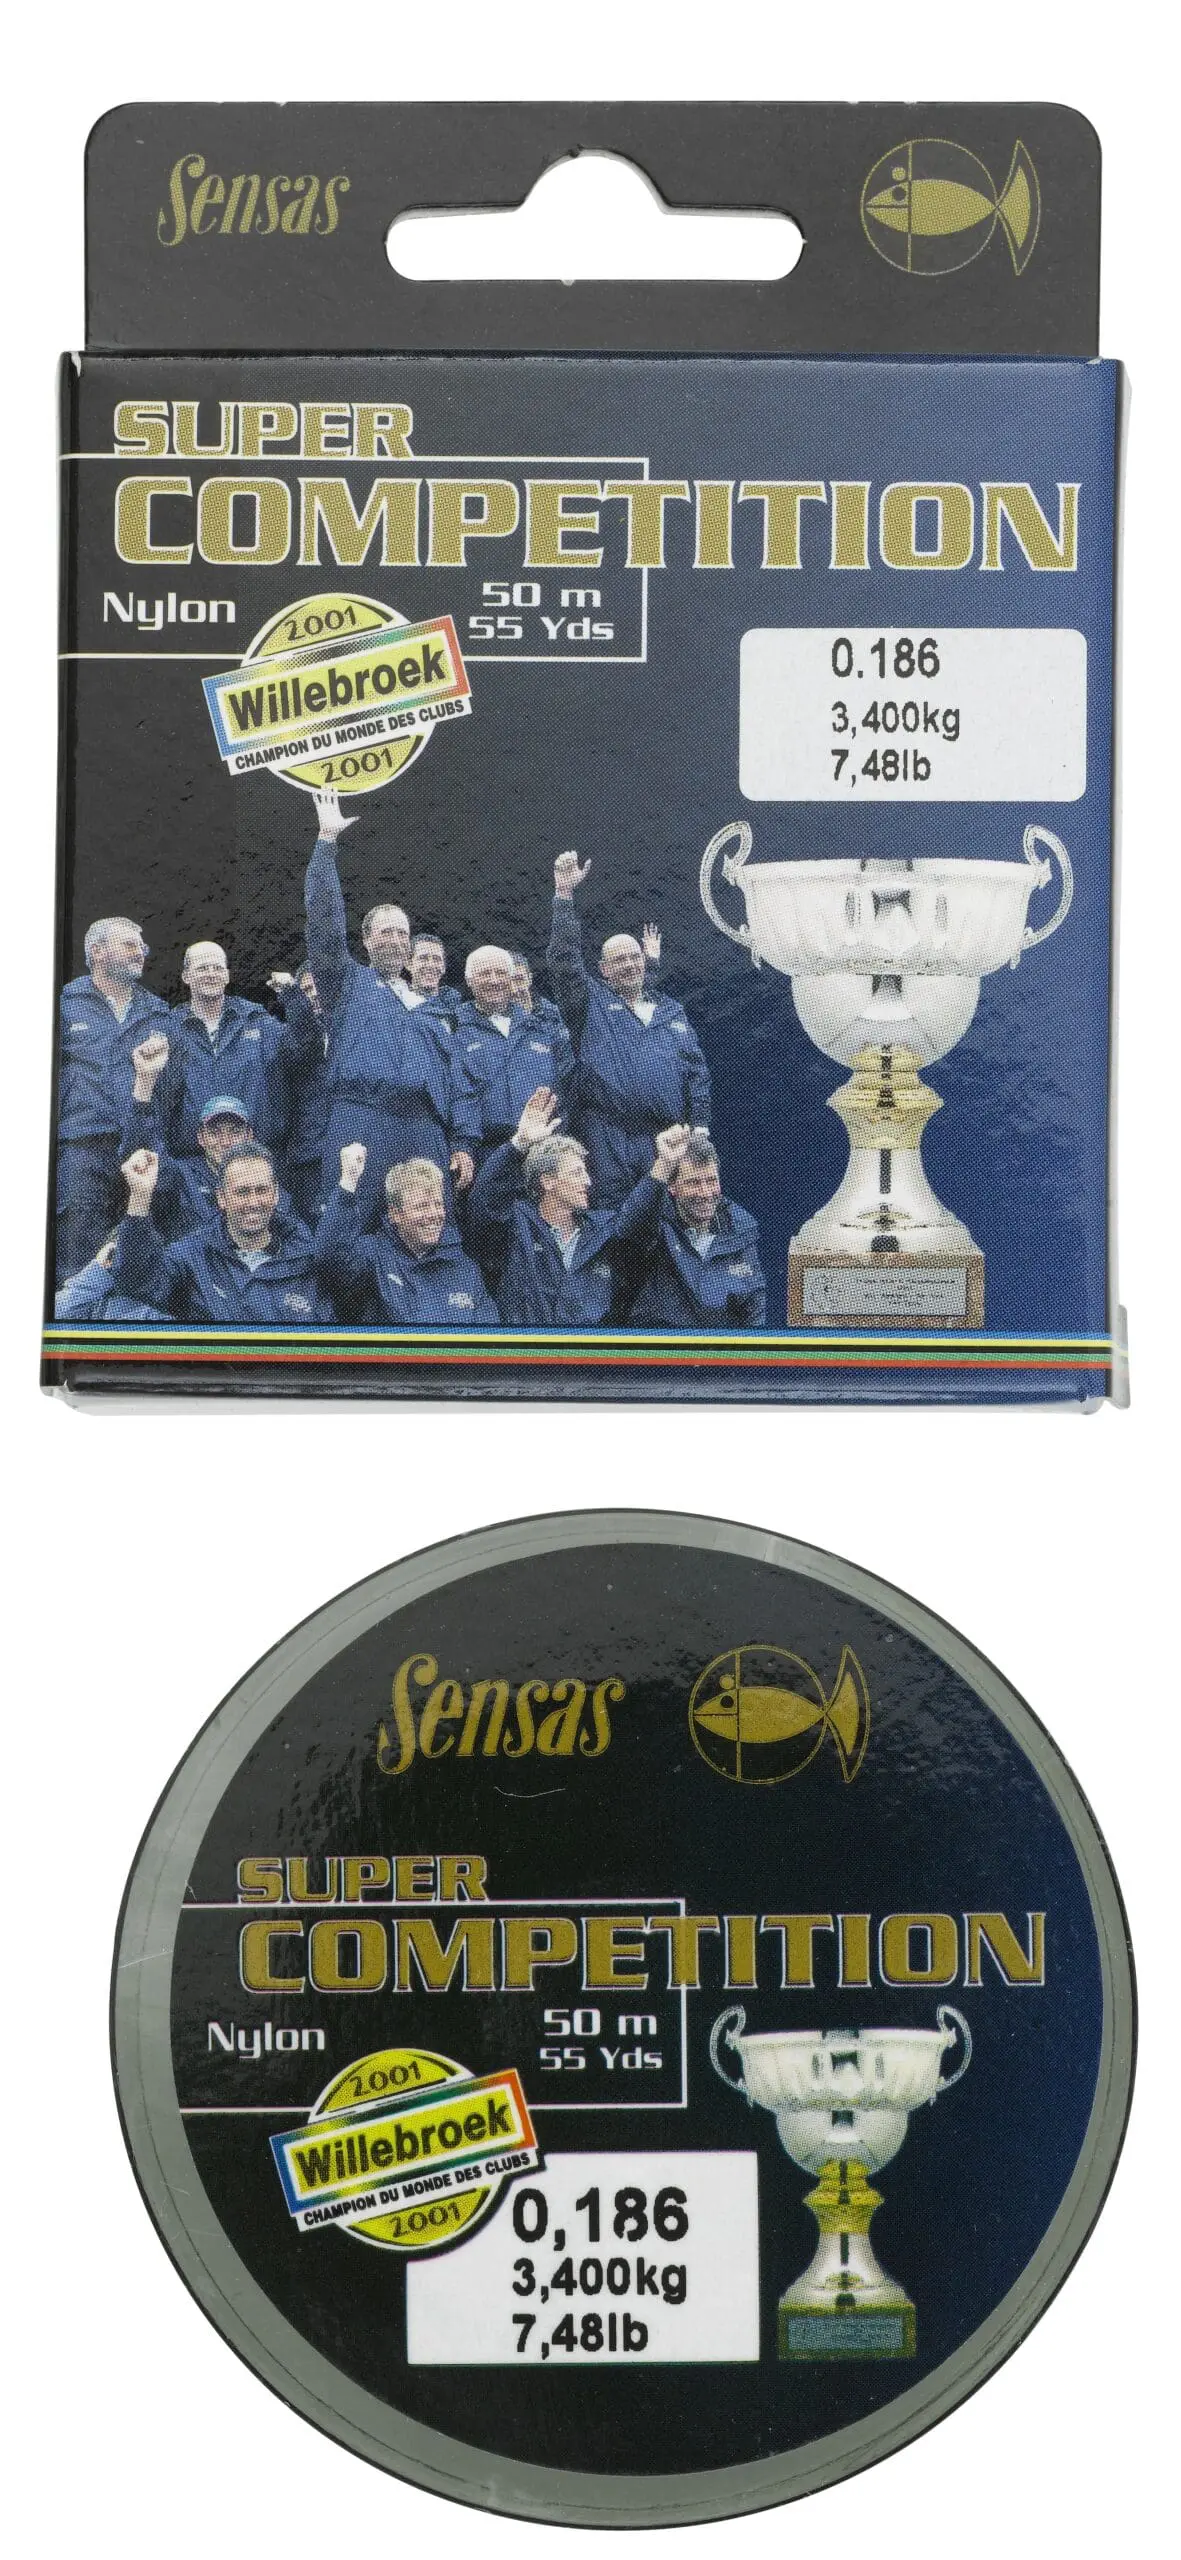 Sensas
SUPER
COMPETITION
Nylon
50 m
55 Yds
2001
Willebroek
CHAMPION DU MONDE DES CLUBS
2001
0.186
3,400kg
7,48lb
Sensas
SUPER
COMPETITION
Nylon
50 m
55 Yds
2001
Willebroek
CHAMPION DU MONDE DES CLUBS
2001
0,186
3,400kg
7,48lb